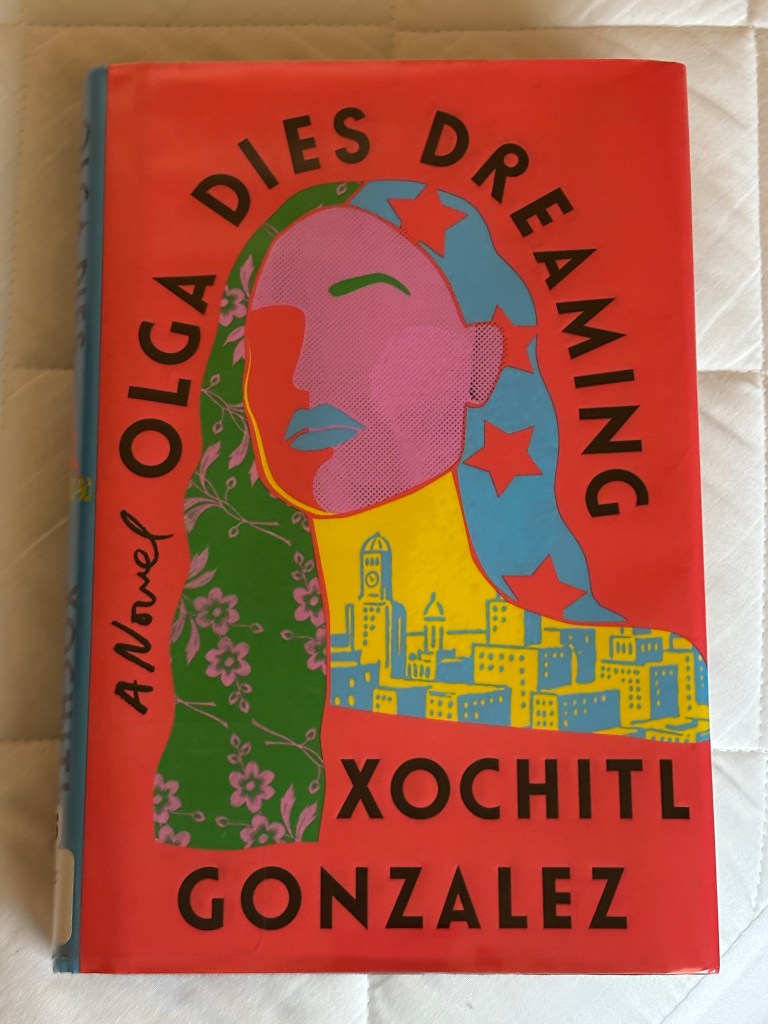 OLGA DIES DREAMING
A Novel
XOCHITL
GONZALEZ